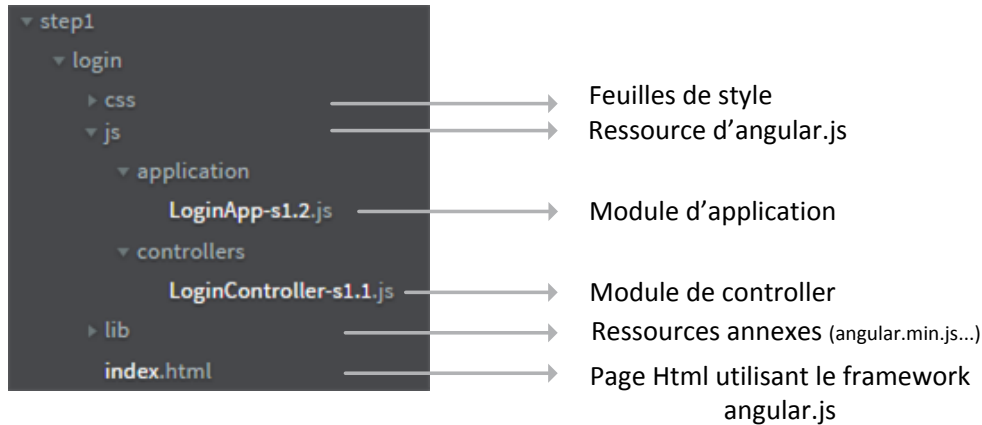 step1
login
css
Feuilles de style
js
Ressource d’angular.js
application
LoginApp-s1.2.js
Module d’application
controllers
LoginController-s1.1.js
Module de controller
lib
Ressources annexes (angular.min.js...)
index.html
Page Html utilisant le framework
angular.js